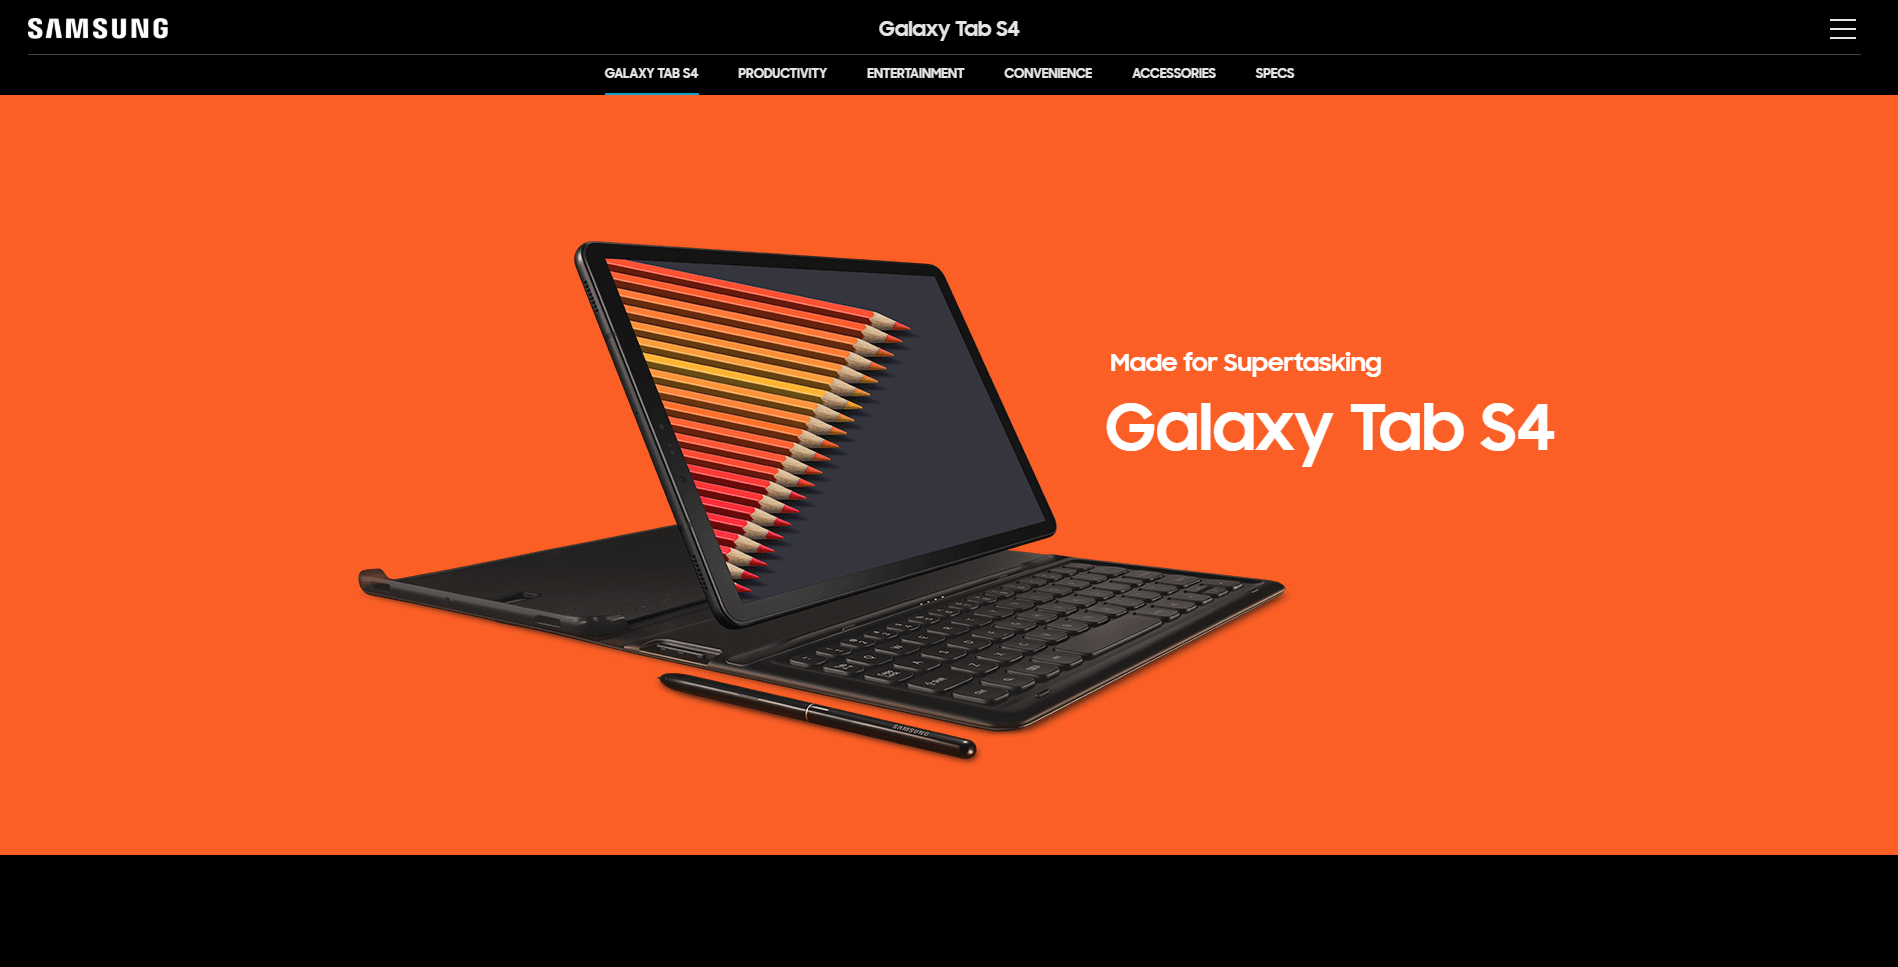 SAMSUNG
Galaxy Tab S4
GALAXY TAB S4 PRODUCTIVITY ENTERTAINMENT CONVENIENCE ACCESSORIES SPECS
Made for Supertasking
Galaxy Tab S4
SAMSUNG